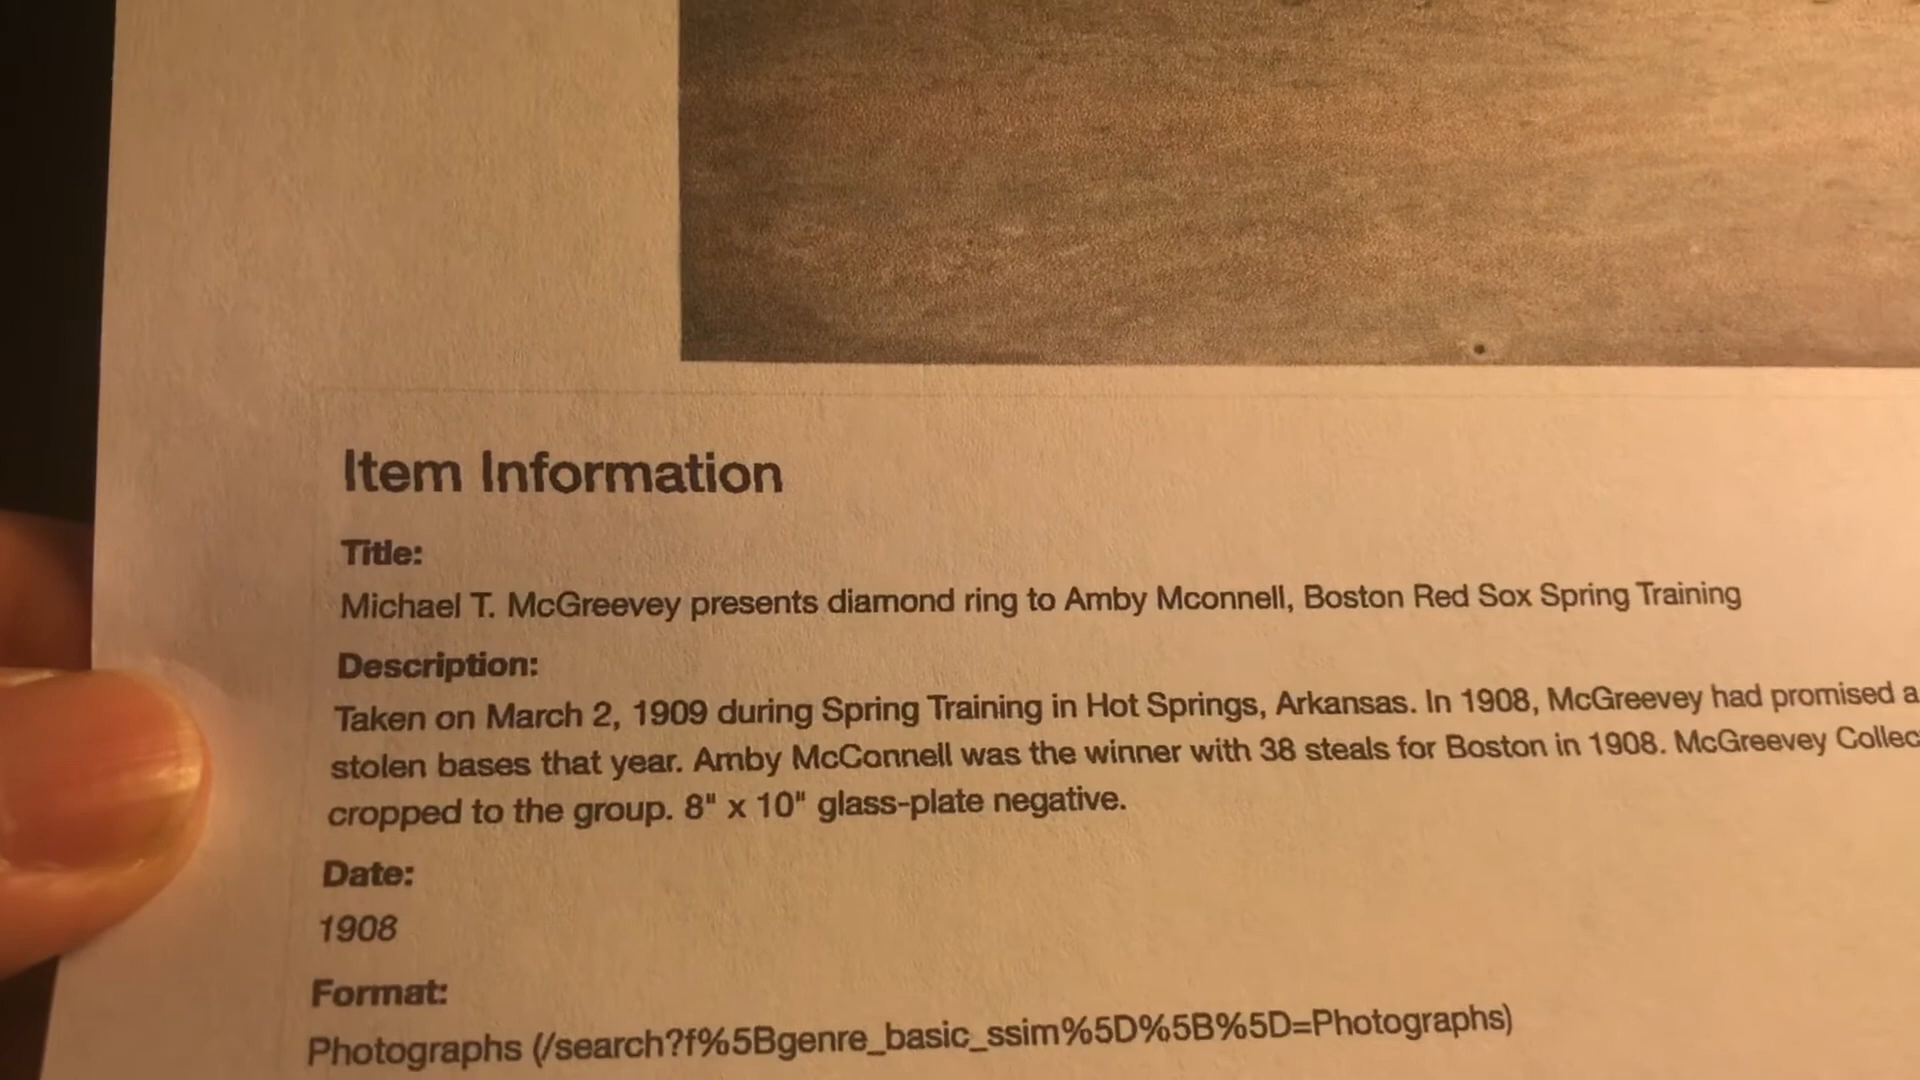 Item Information
Title:
Michael T. McGreevey presents diamond ring to Amby Mconnell, Boston Red Sox Spring Training
Description:
Taken on March 2, 1909 during Spring Training in Hot Springs, Arkansas. In 1908, McGreevey had promised a
stolen bases that year. Amby McConnell was the winner with 38 steals for Boston in 1908. McGreevey
cropped to the group. 8" x 10" glass-plate negative.
Date:
1908
Format:
Photographs (/search?f%5Bgenre_basic_ssim%5D%5B%5D=Photographs)